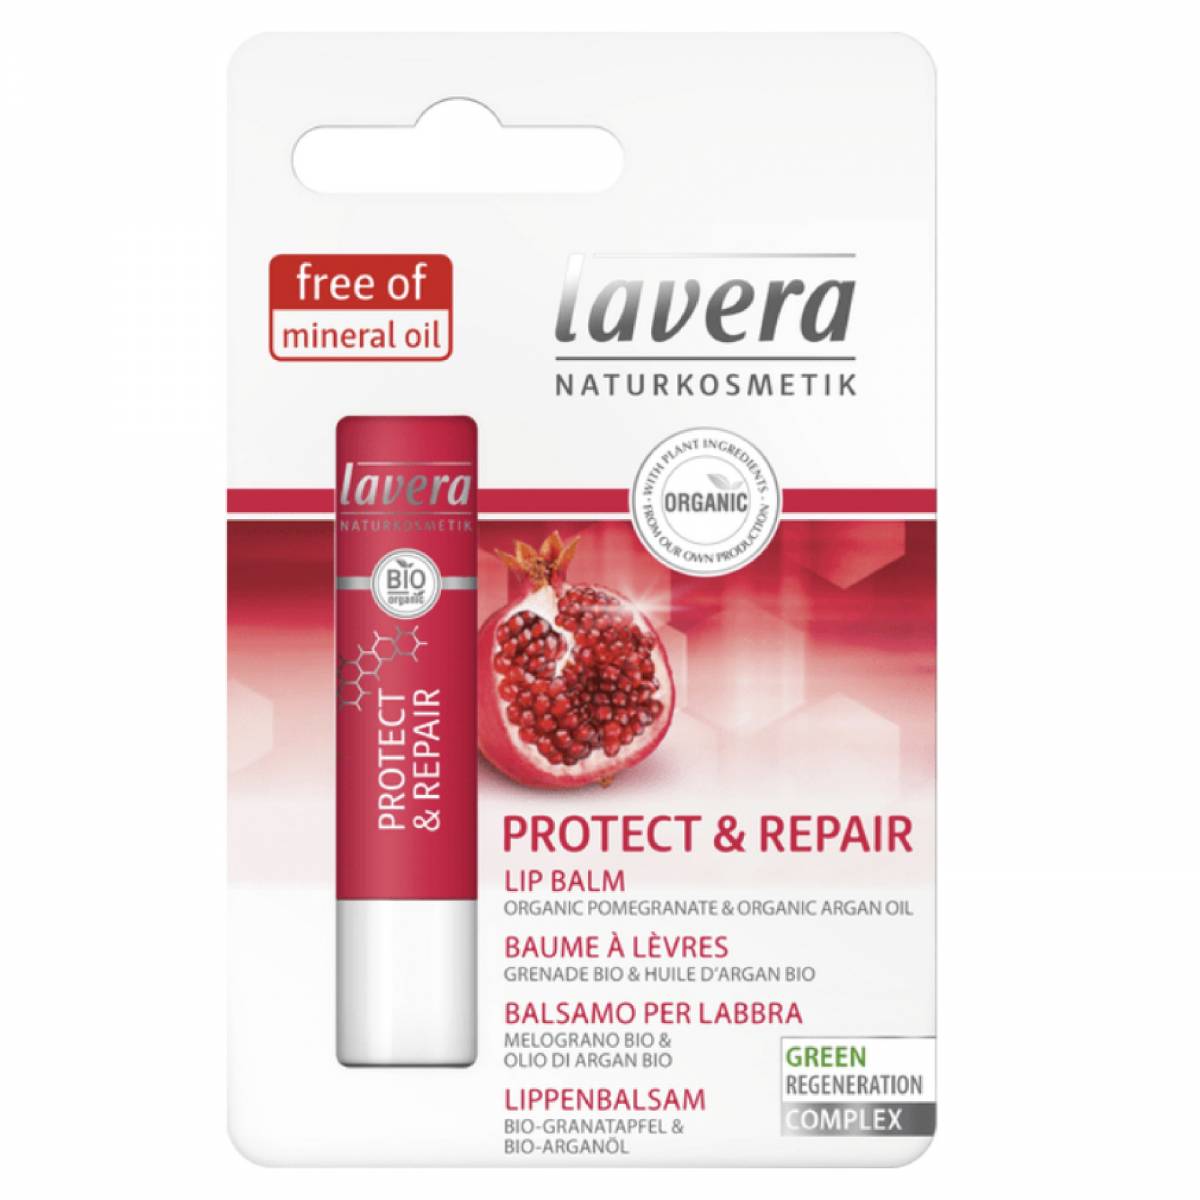 free of
mineral oil
lavera
NATURKOSMETIK
·WITH PLANT INGREDIENTS·
ORGANIC
FROM OUR OWN PRODUCTION
lavera
NATURKOSMETIK
BIO
organic
PROTECT
& REPAIR
PROTECT & REPAIR
LIP BALM
ORGANIC POMEGRANATE & ORGANIC ARGAN OIL
BAUME À LÈVRES
GRENADE BIO & HUILE D'ARGAN BIO
BALSAMO PER LABBRA
MELOGRANO BIO &
OLIO DI ARGAN BIO
LIPPENBALSAM
BIO-GRANATAPFEL &
BIO-ARGANÖL
GREEN
REGENERATION
COMPLEX